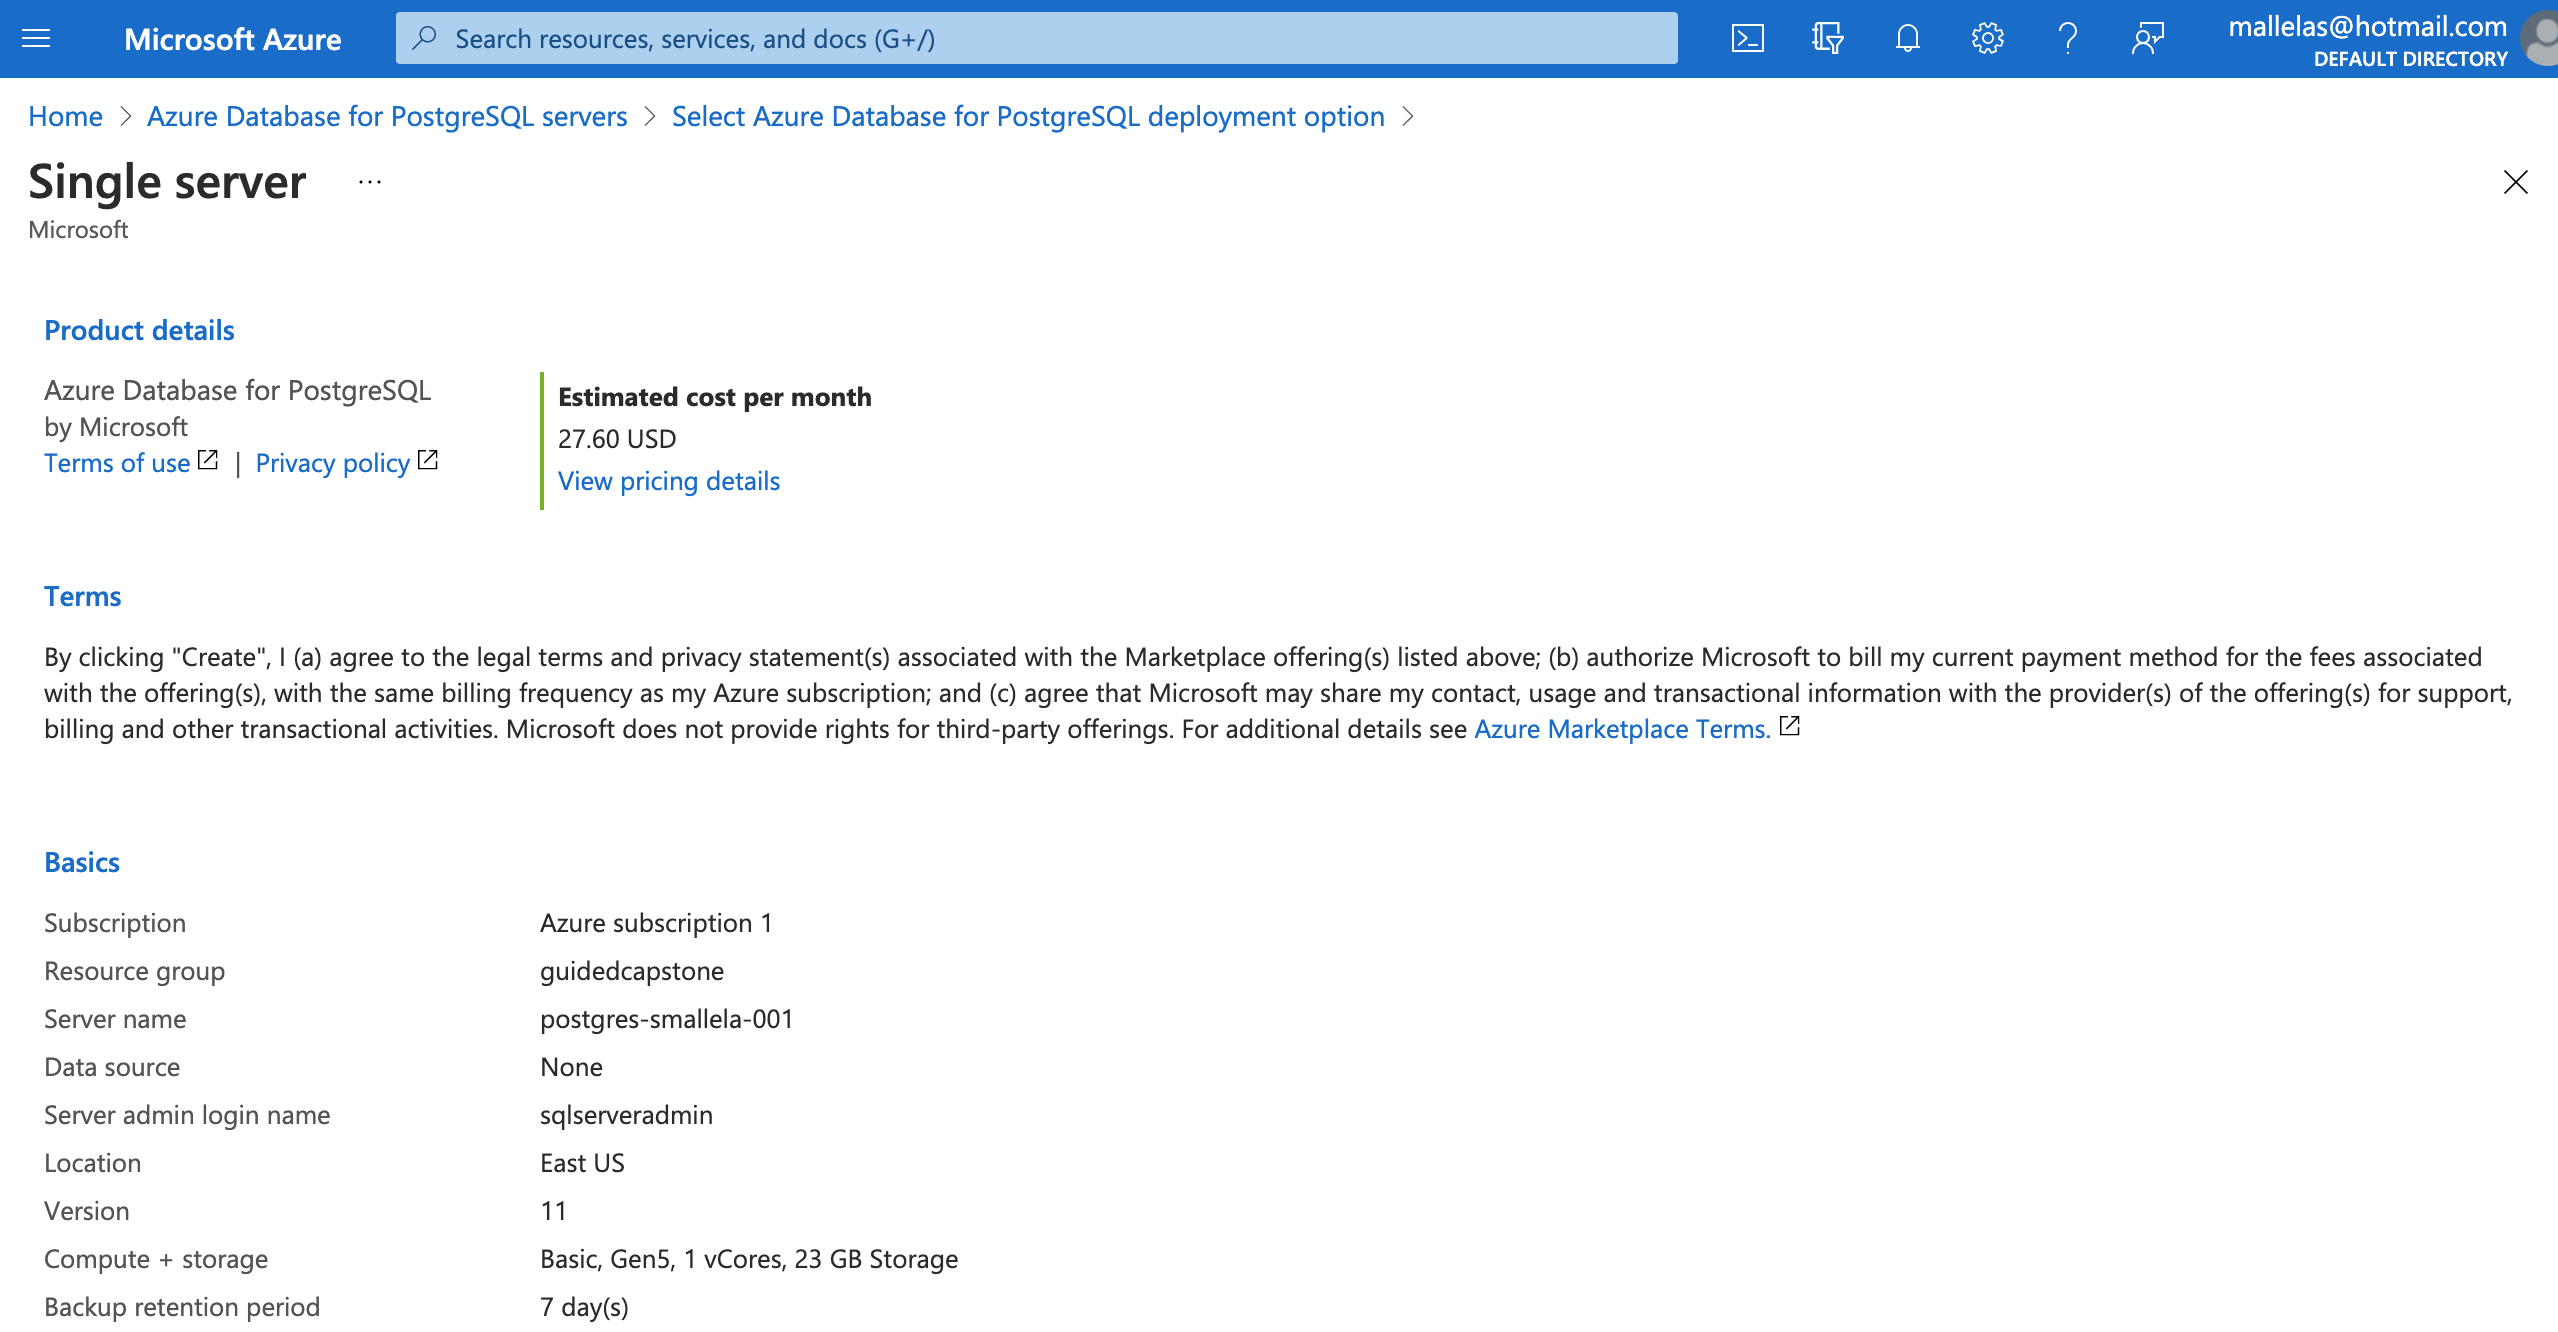 Microsoft Azure
Search resources, services, and docs (G+/)
mallelas@hotmail.com
DEFAULT DIRECTORY
Home > Azure Database for PostgreSQL servers > Select Azure Database for PostgreSQL deployment option >
Single server ...
Microsoft
Product details
Azure Database for PostgreSQL
by Microsoft
Terms of use | Privacy policy
Estimated cost per month
27.60 USD
View pricing details
Terms
By clicking "Create", I (a) agree to the legal terms and privacy statement(s) associated with the Marketplace offering(s) listed above; (b) authorize Microsoft to bill my current payment method for the fees associated
with the offering(s), with the same billing frequency as my Azure subscription; and (c) agree that Microsoft may share my contact, usage and transactional information with the provider(s) of the offering(s) for support,
billing and other transactional activities. Microsoft does not provide rights for third-party offerings. For additional details see Azure Marketplace Terms.
Basics
Subscription Azure subscription 1
Resource group guidedcapstone
Server name postgres-smallela-001
Data source None
Server admin login name sqlserveradmin
Location East US
Version 11
Compute + storage Basic, Gen5, 1 vCores, 23 GB Storage
Backup retention period 7 day(s)